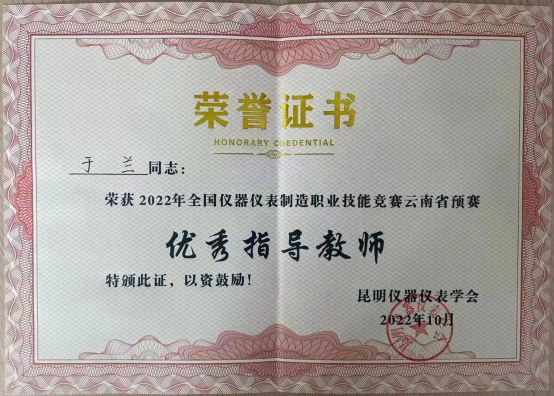 荣誉证书
HONORARY CREDENTIAL
于兰 同志：
荣获 2022年全国仪器仪表制造职业技能竞赛云南省预赛
优秀指导教师
特颁此证，以资鼓励！
昆明仪器仪表学会
2022年10月